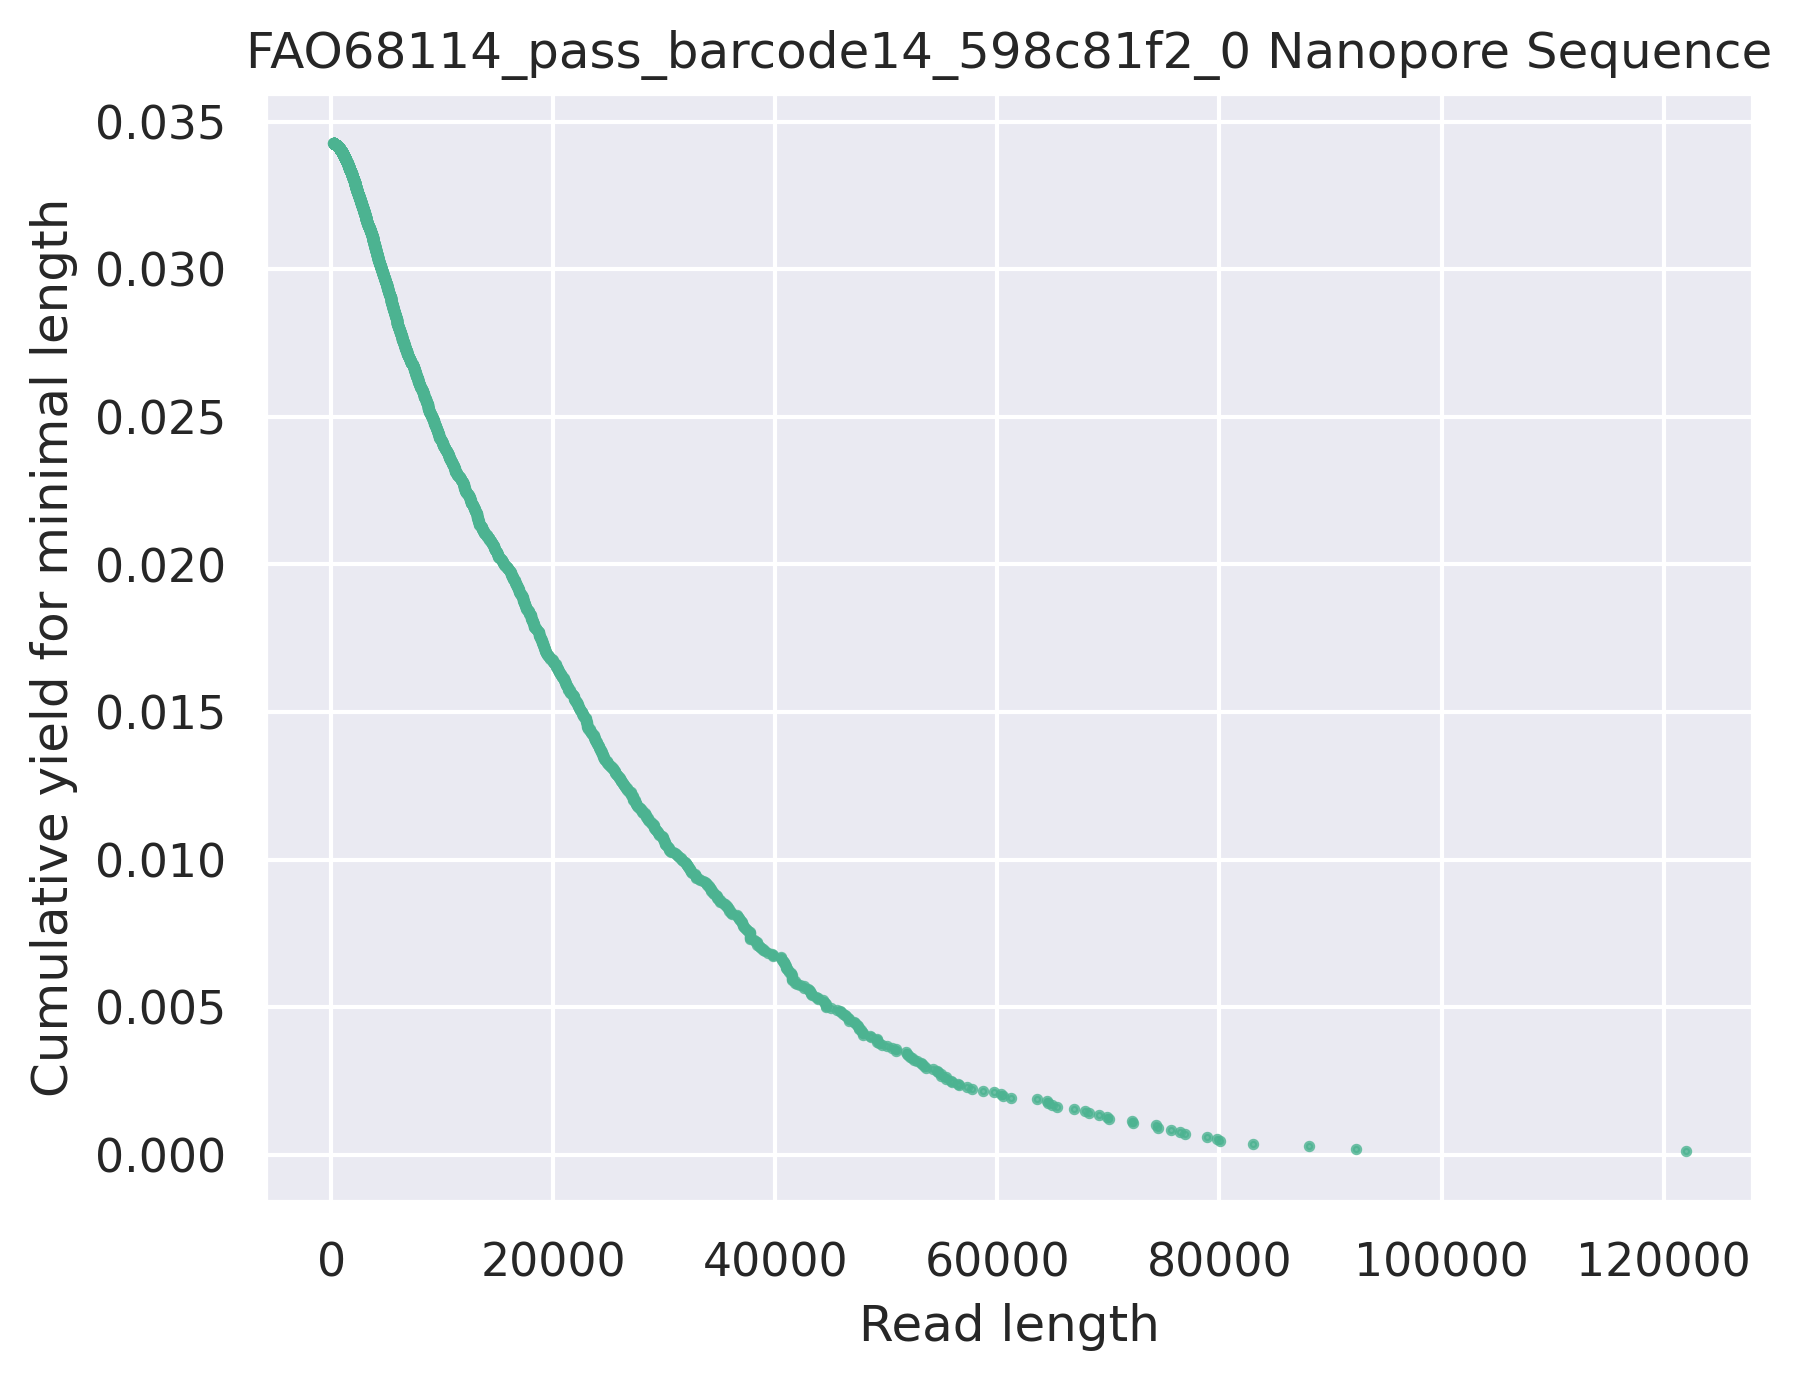 FAO68114_pass_barcode14_598c81f2_0 Nanopore Sequence
Cumulative yield for minimal length
0.035
0.030
0.025
0.020
0.015
0.010
0.005
0.000
0 20000 40000 60000 80000 100000 120000
Read length